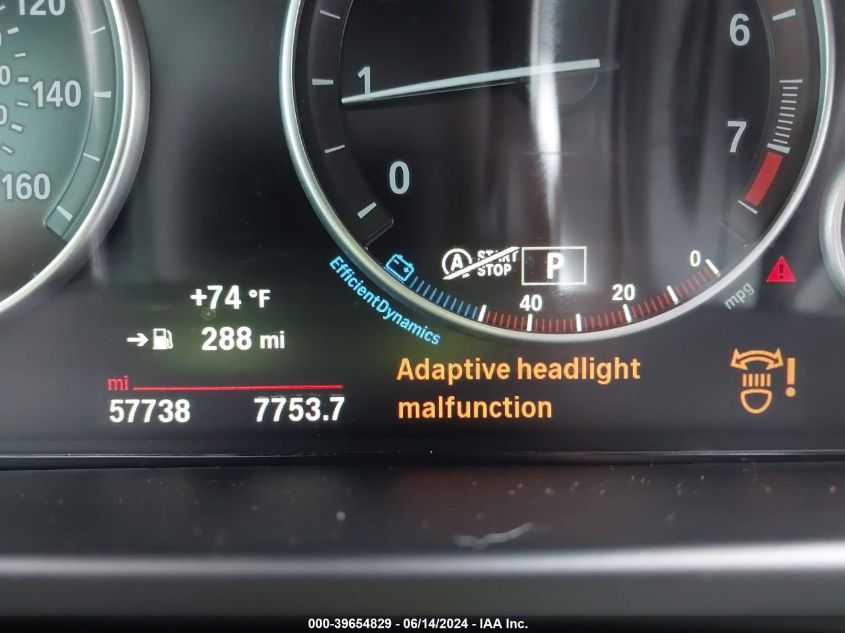 120
140
160
1
0
6
7
A START
STOP
P
EfficientDynamics
40
20
0
mpg
+74 °F
288 mi
mi
57738 7753.7
Adaptive headlight
malfunction
!
000-39654829 - 06/14/2024 - IAA Inc.